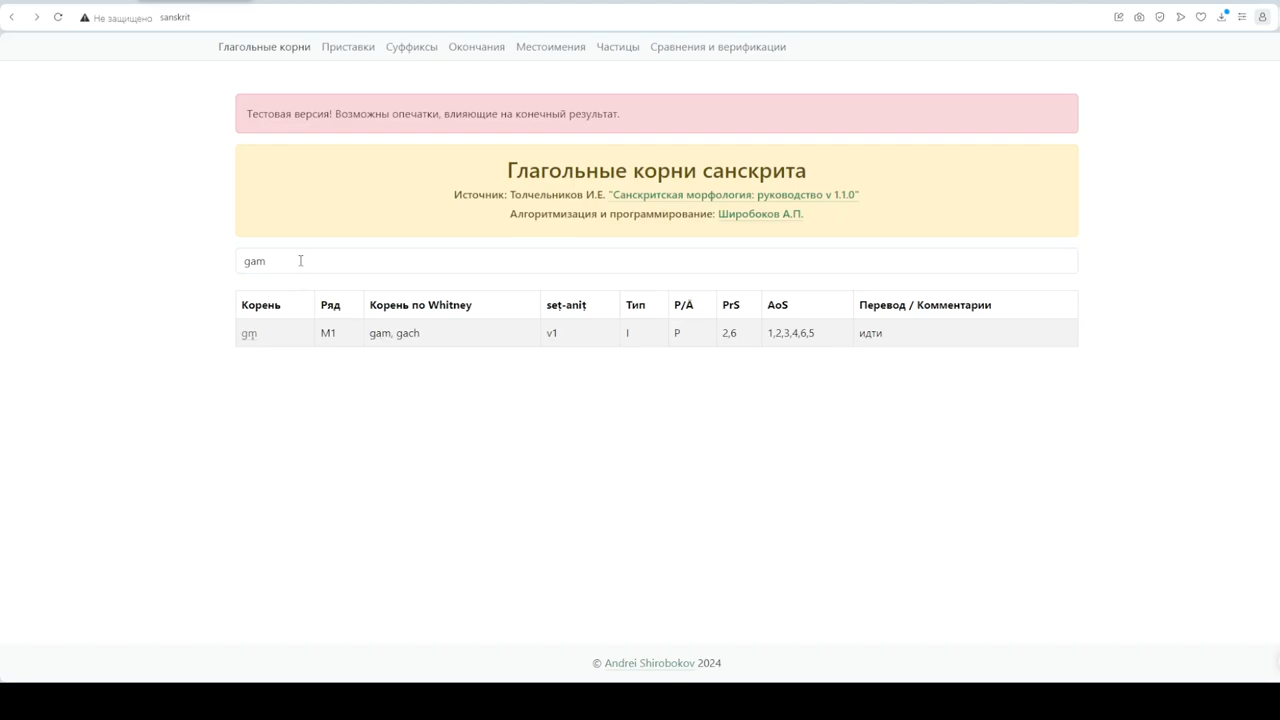 Не защищено sanskrit
Глагольные корни Приставки Суффиксы Окончания Местоимения Частицы Сравнения и верификации
Тестовая версия! Возможны опечатки, влияющие на конечный результат.
Глагольные корни санскрита
Источник: Толчельников И.Е. "Санскритская морфология: руководство v 1.1.0"
Алгоритмизация и программирование: Широбоков А.П.
gam
Корень Ряд Корень по Whitney seṭ-aniṭ Тип P/Ā PrS AoS Перевод / Комментарии
gm̥ M1 gam, gach v1 I P 2,6 1,2,3,4,6,5 идти
© Andrei Shirobokov 2024